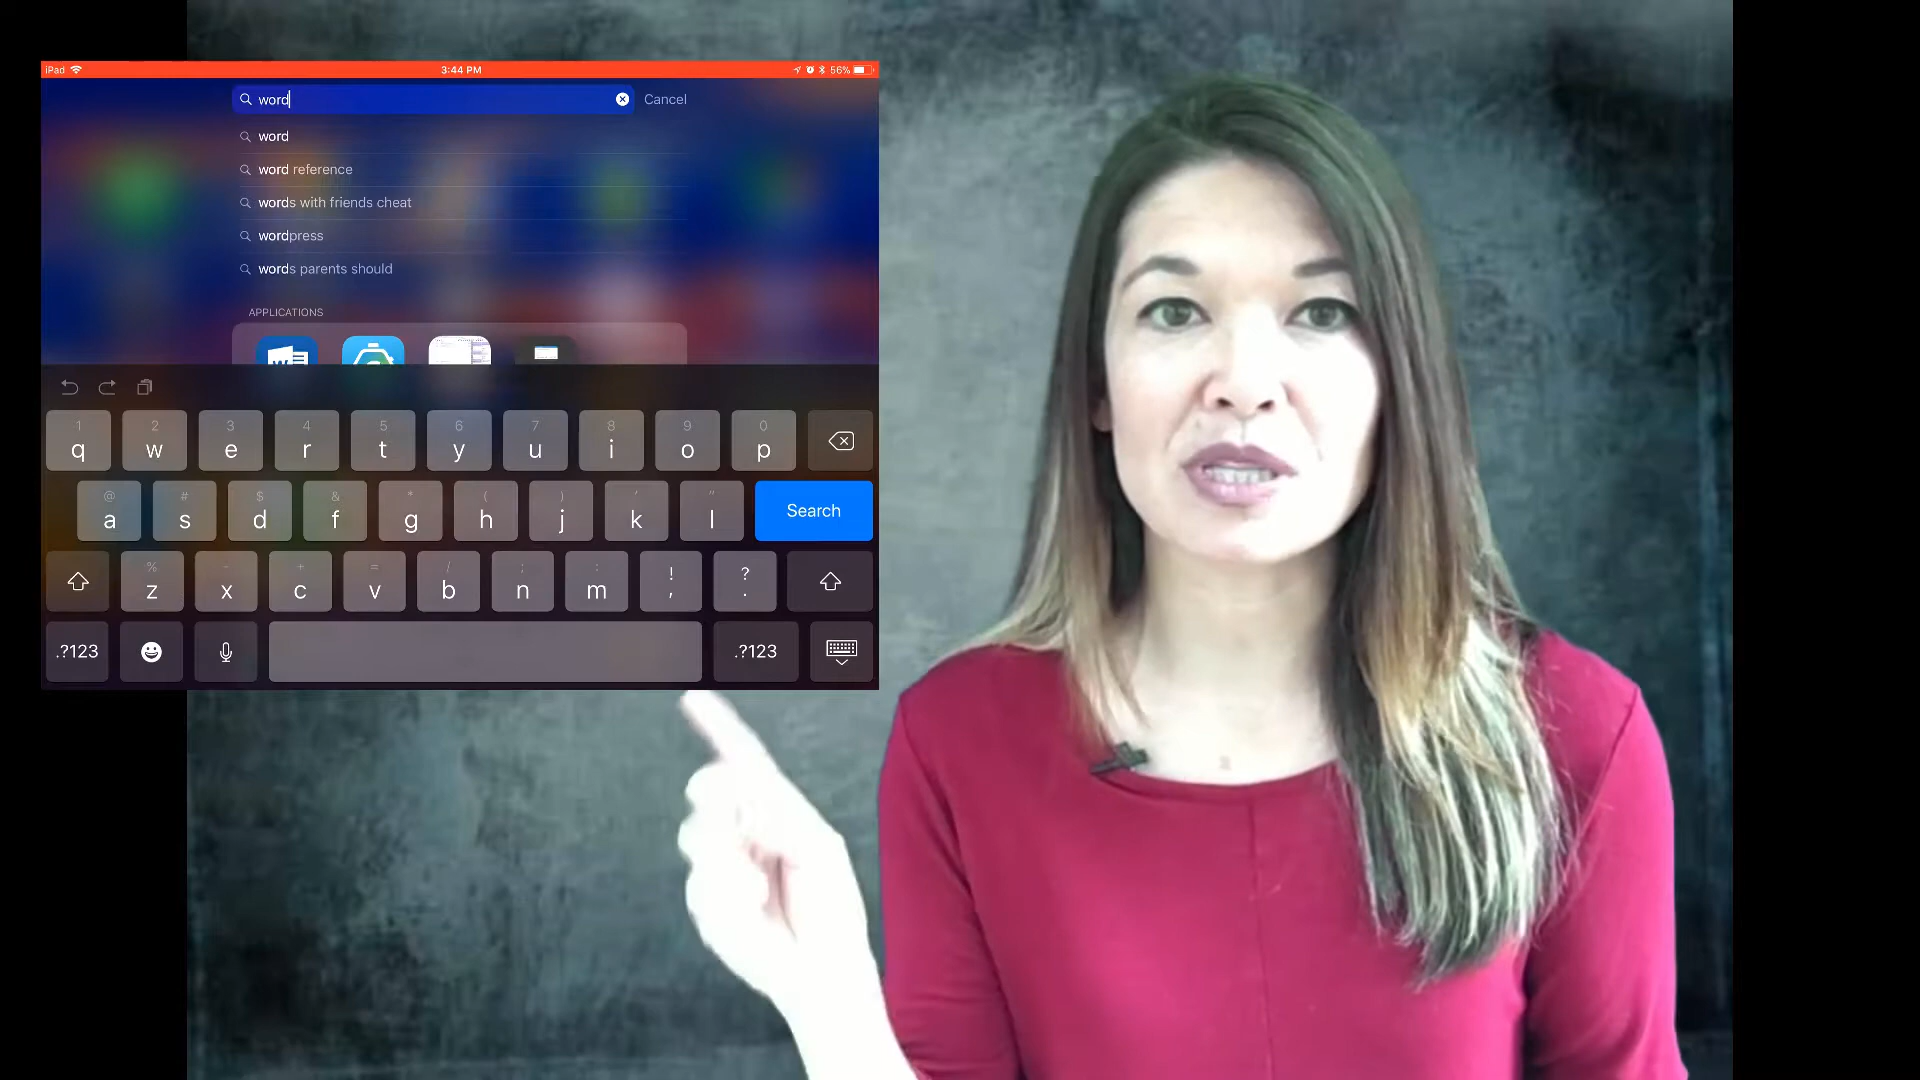 iPad 3:44 PM 56%
word Cancel
word
word reference
words with friends cheat
wordpress
words parents should
APPLICATIONS
W
1 2 3 4 5 6 7 8 9 0
q w e r t y u i o p
@ # $ & * ( ) ' "
a s d f g h j k l Search
% - + = / ; : ! ?
z x c v b n m , .
.?123 .?123